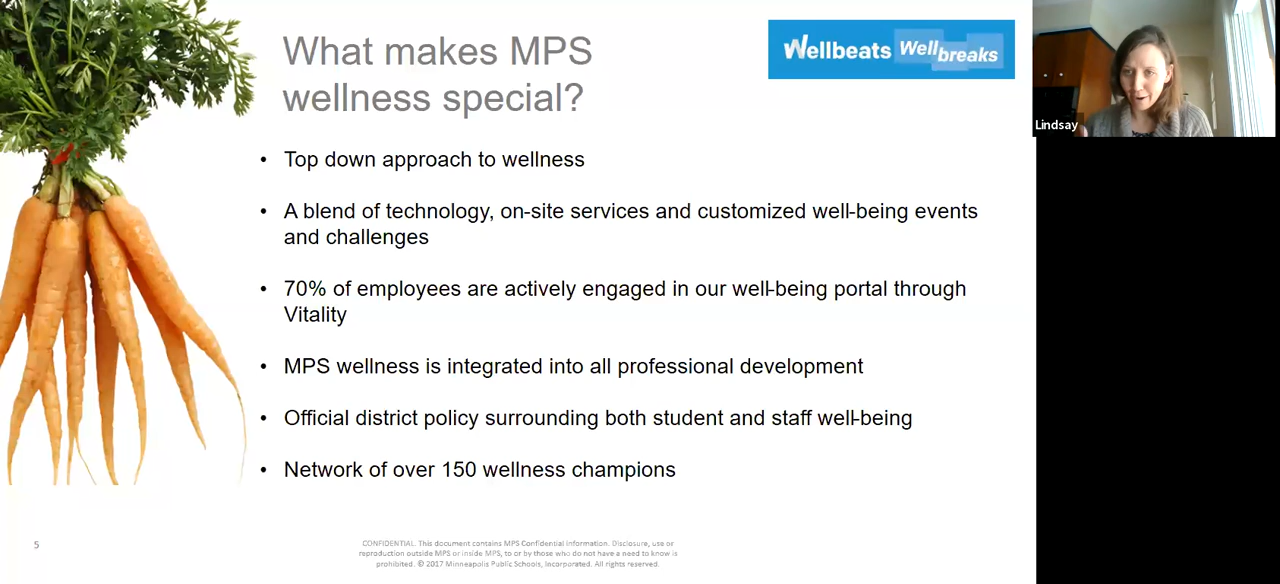 What makes MPS
wellness special?
Wellbeats Well breaks
Lindsay
• Top down approach to wellness
• A blend of technology, on-site services and customized well-being events
and challenges
• 70% of employees are actively engaged in our well-being portal through
Vitality
• MPS wellness is integrated into all professional development
• Official district policy surrounding both student and staff well-being
• Network of over 150 wellness champions
5
CONFIDENTIAL. This document contains MPS Confidential information. Disclosure, use or
reproduction outside MPS or inside MPS, to or by those who do not have a need to know is
prohibited. © 2017 Minneapolis Public Schools, Incorporated. All rights reserved.